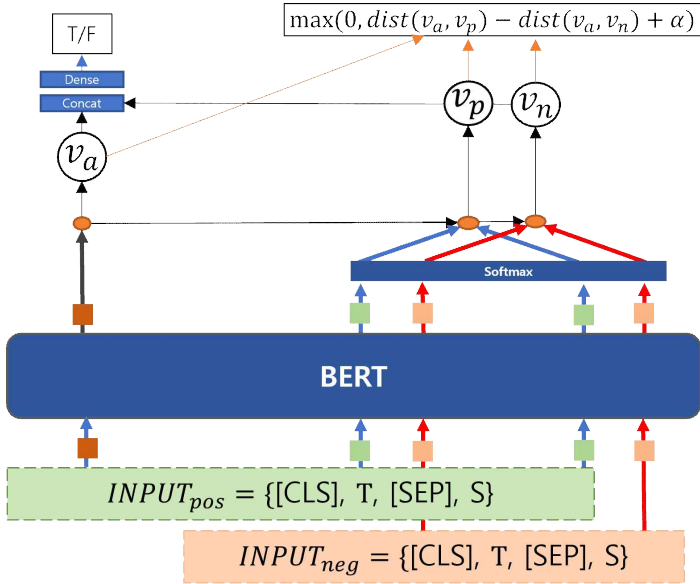 max(0, dist(v_a, v_p) − dist(v_a, v_n) + α)
T/F
Dense
Concat
v_p
v_n
v_a
Softmax
BERT
INPUT_pos = {[CLS], T, [SEP], S}
INPUT_neg = {[CLS], T, [SEP], S}